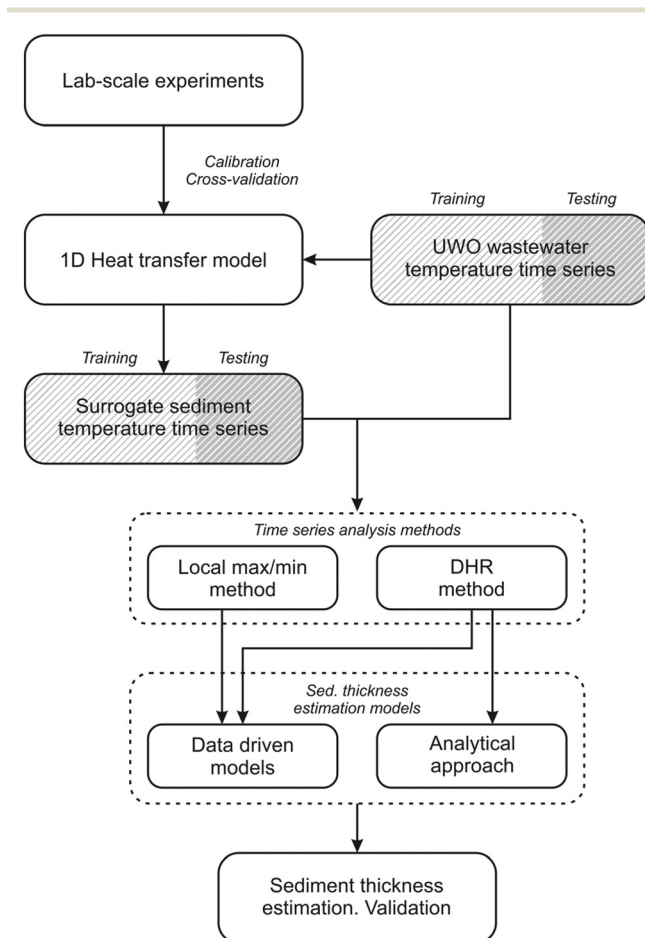 Lab-scale experiments
Calibration
Cross-validation
Training
Testing
1D Heat transfer model
UWO wastewater
temperature time series
Training
Testing
Surrogate sediment
temperature time series
Time series analysis methods
Local max/min
method
DHR
method
Sed. thickness
estimation models
Data driven
models
Analytical
approach
Sediment thickness
estimation. Validation